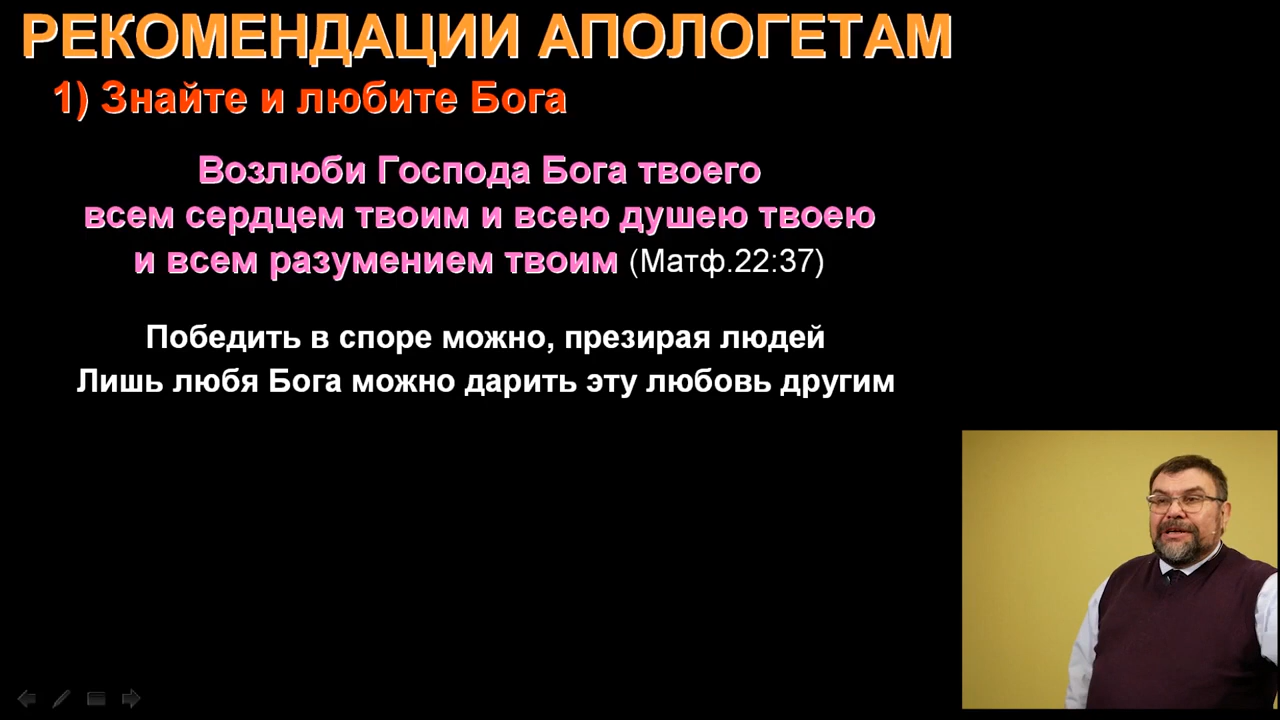 РЕКОМЕНДАЦИИ АПОЛОГЕТАМ
1) Знайте и любите Бога
Возлюби Господа Бога твоего
всем сердцем твоим и всею душею твоею
и всем разумением твоим (Матф.22:37)
Победить в споре можно, презирая людей
Лишь любя Бога можно дарить эту любовь другим